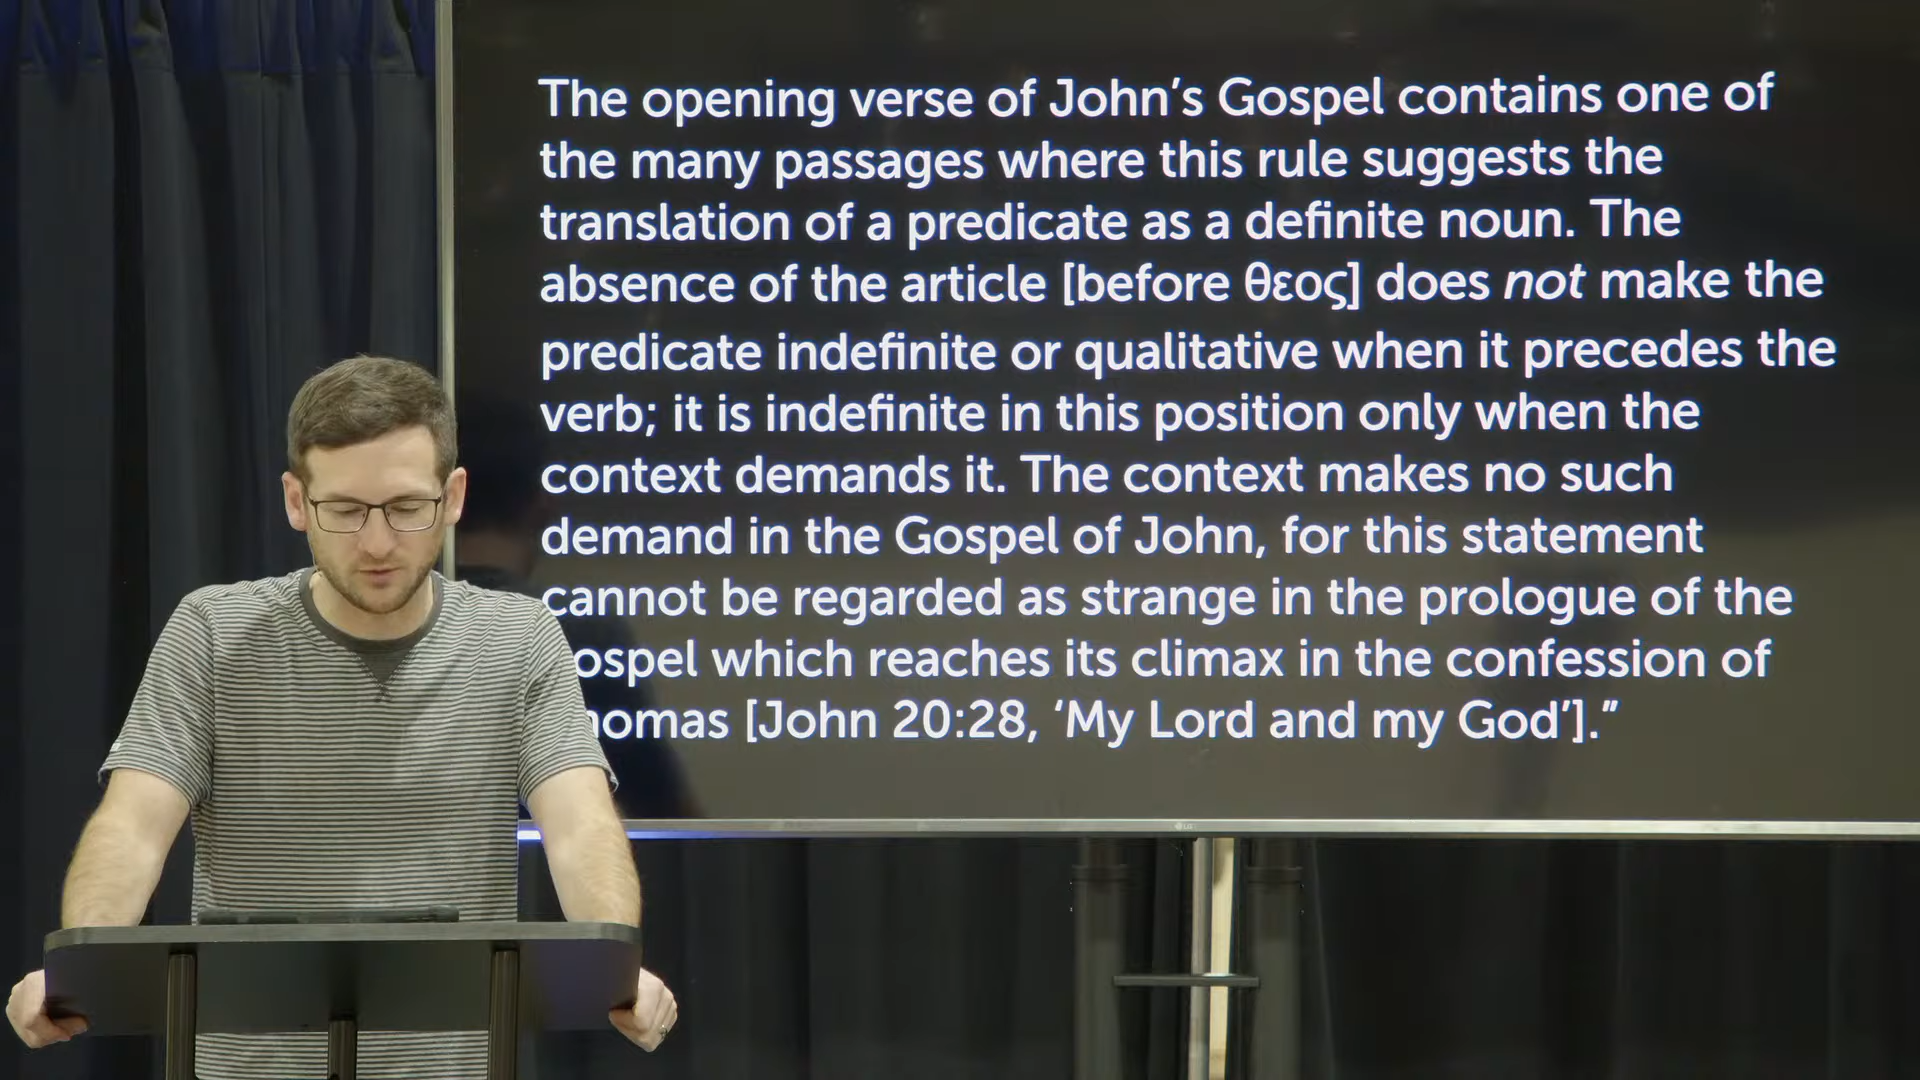 The opening verse of John’s Gospel contains one of
the many passages where this rule suggests the
translation of a predicate as a definite noun. The
absence of the article [before θεος] does not make the
predicate indefinite or qualitative when it precedes the
verb; it is indefinite in this position only when the
context demands it. The context makes no such
demand in the Gospel of John, for this statement
cannot be regarded as strange in the prologue of the
ospel which reaches its climax in the confession of
homas [John 20:28, ‘My Lord and my God’].”
LG